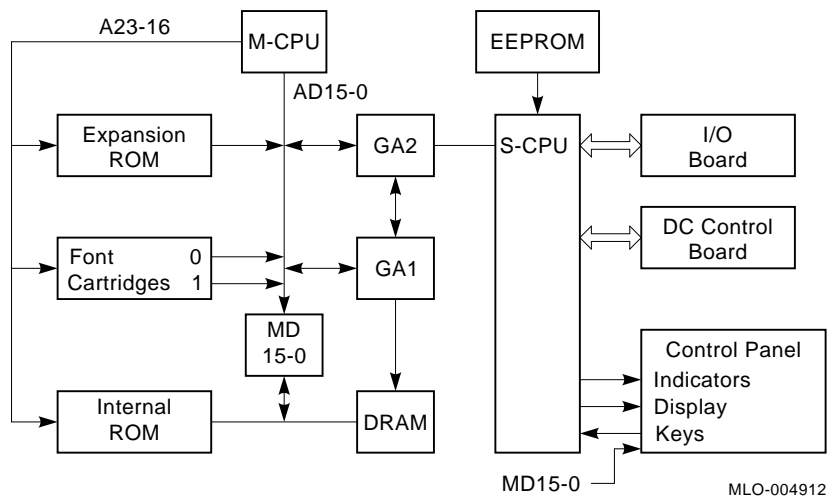 A23-16
M-CPU
EEPROM
AD15-0
Expansion
ROM
GA2
S-CPU
I/O
Board
Font 0
Cartridges 1
GA1
DC Control
Board
MD
15-0
Control Panel
Indicators
Display
Keys
Internal
ROM
DRAM
MD15-0
MLO-004912